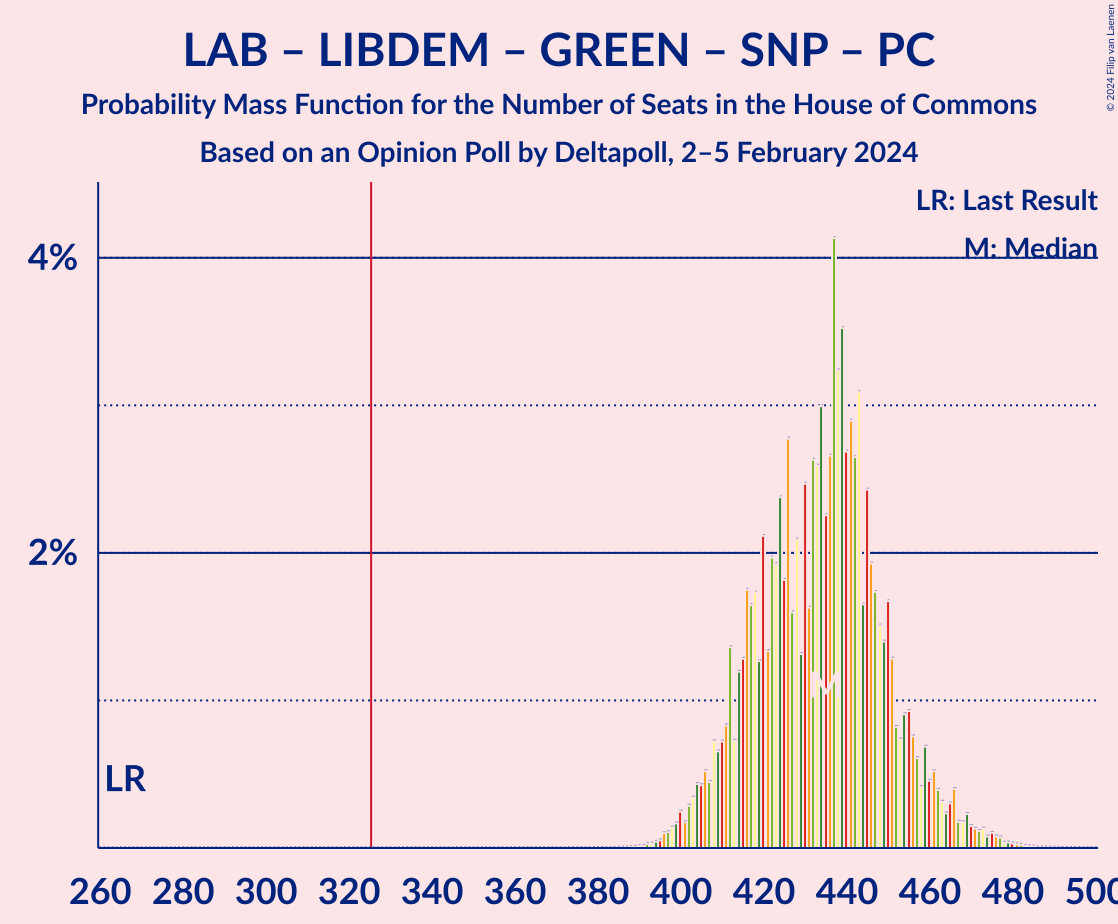 LAB – LIBDEM – GREEN – SNP – PC
Probability Mass Function for the Number of Seats in the House of Commons
Based on an Opinion Poll by Deltapoll, 2–5 February 2024
© 2024 Filip van Laenen
LR: Last Result
M: Median
4%
2%
M
LR
260 280 300 320 340 360 380 400 420 440 460 480 500